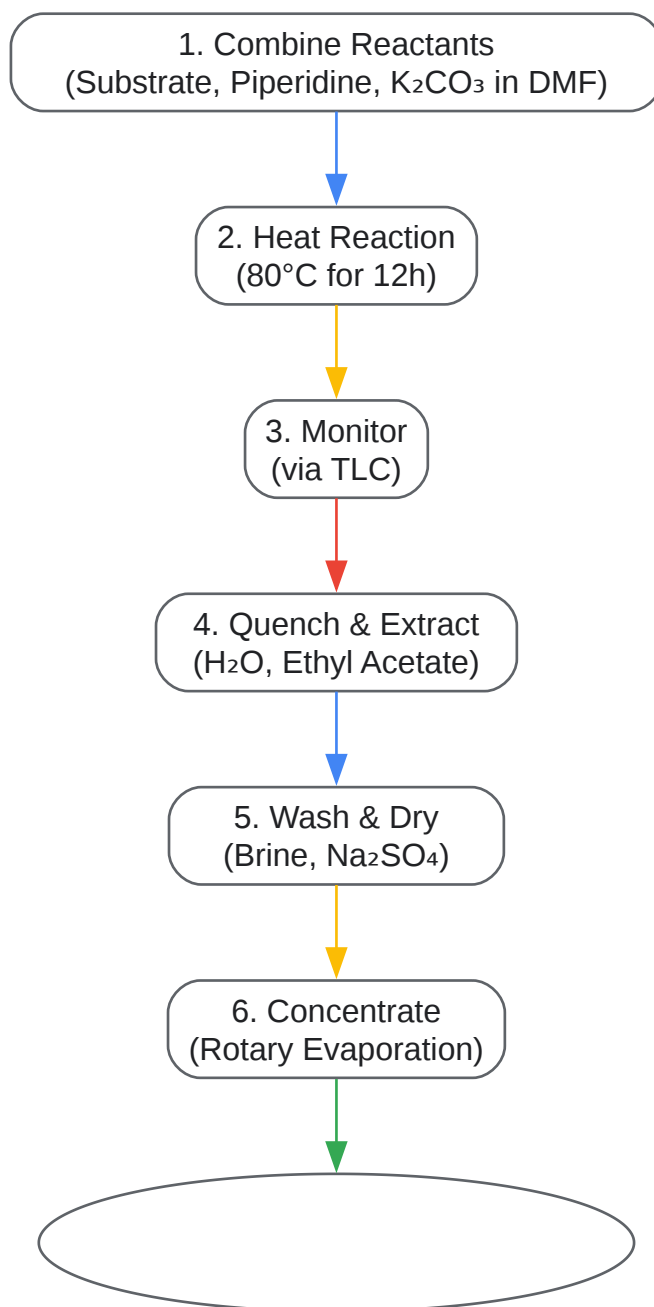 1. Combine Reactants
(Substrate, Piperidine, K₂CO₃ in DMF)
2. Heat Reaction
(80°C for 12h)
3. Monitor
(via TLC)
4. Quench & Extract
(H₂O, Ethyl Acetate)
5. Wash & Dry
(Brine, Na₂SO₄)
6. Concentrate
(Rotary Evaporation)